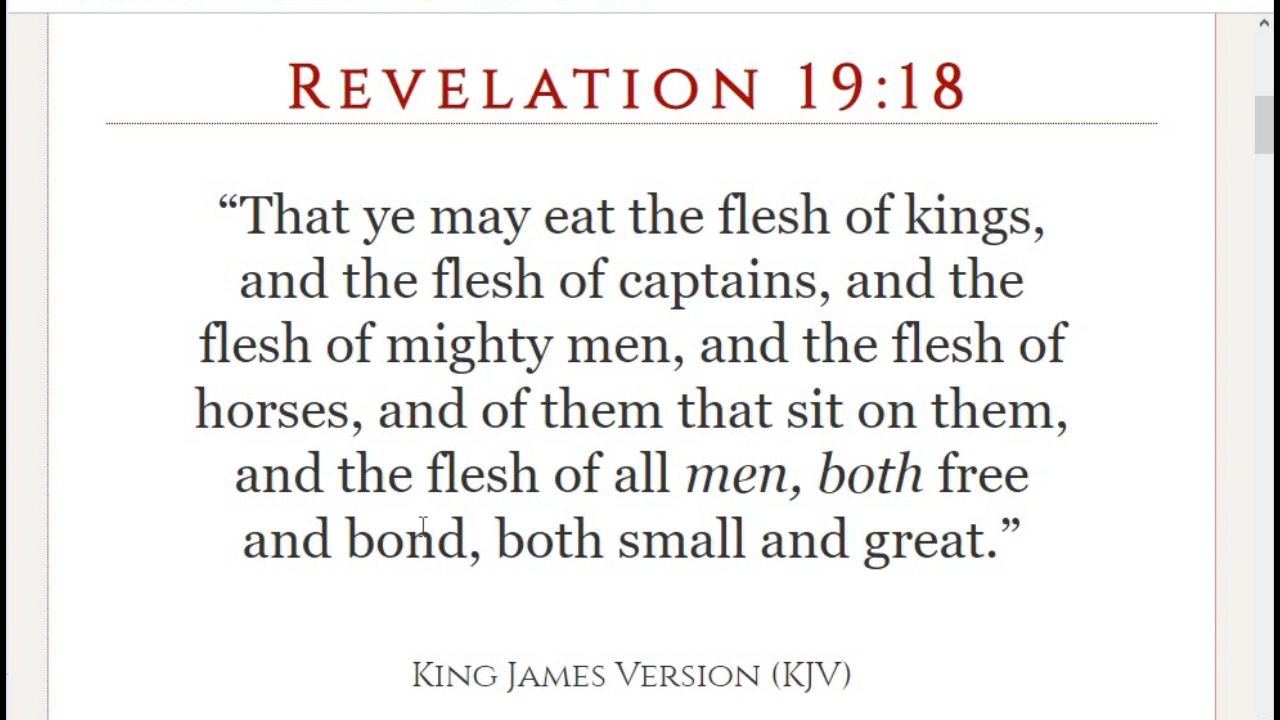 Revelation 19:18
“That ye may eat the flesh of kings,
and the flesh of captains, and the
flesh of mighty men, and the flesh of
horses, and of them that sit on them,
and the flesh of all men, both free
and bond, both small and great.”
King James Version (KJV)